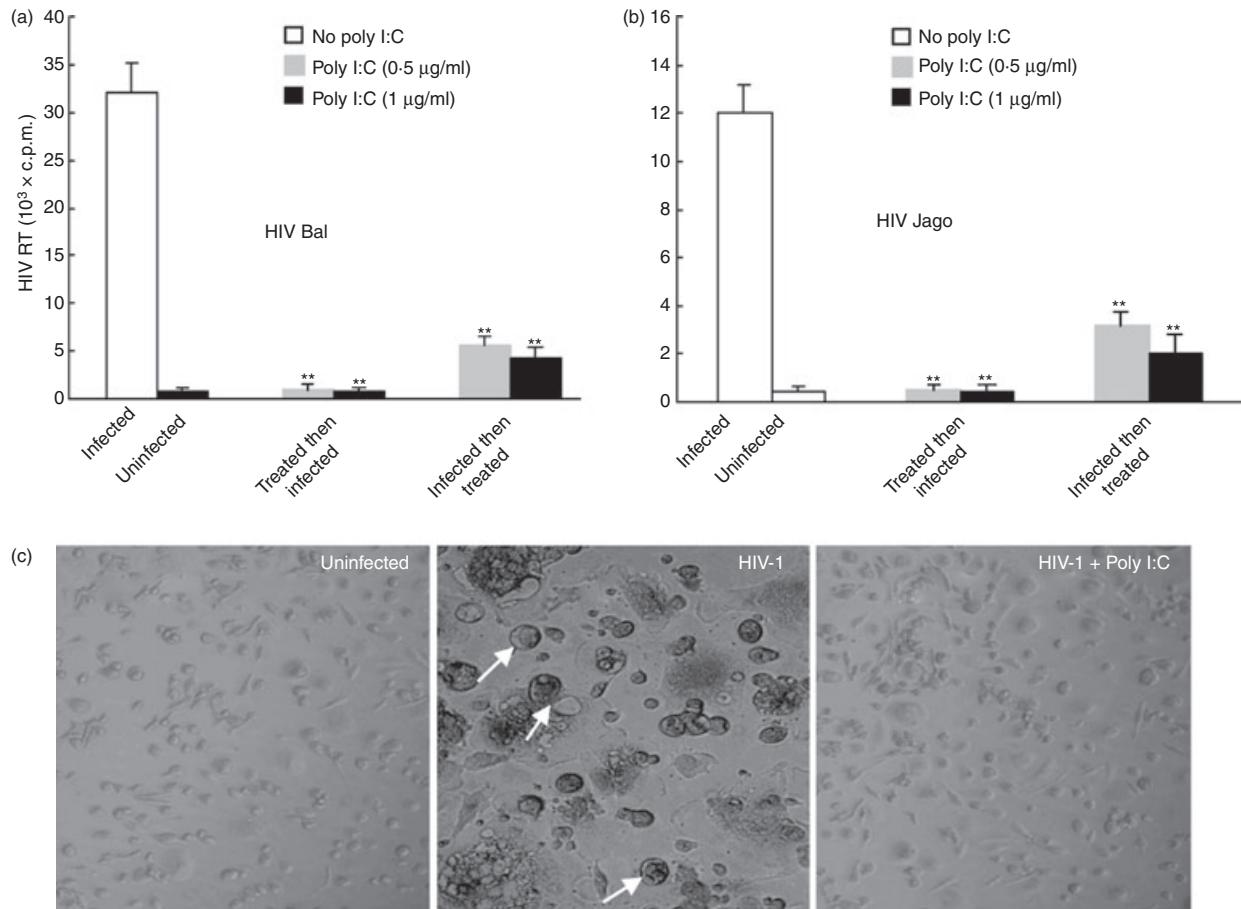 (a)
40
35
30
25
20
15
10
5
0
HIV RT (10³ × c.p.m.)
No poly I:C
Poly I:C (0·5 µg/ml)
Poly I:C (1 µg/ml)
HIV Bal
**
**
**
**
Infected
Uninfected
Treated then
infected
Infected then
treated
(b)
16
14
12
10
8
6
4
2
0
No poly I:C
Poly I:C (0·5 µg/ml)
Poly I:C (1 µg/ml)
HIV Jago
**
**
**
**
Infected
Uninfected
Treated then
infected
Infected then
treated
(c)
Uninfected
HIV-1
HIV-1 + Poly I:C